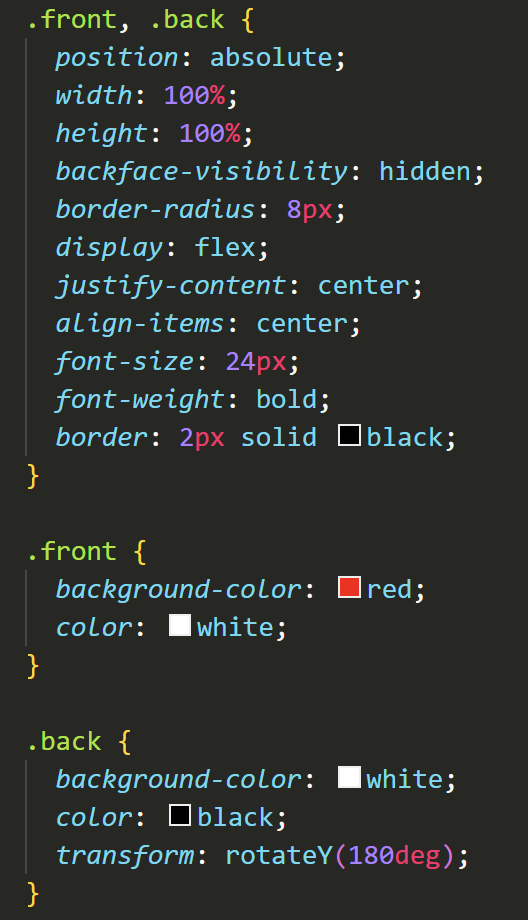 .front, .back {
  position: absolute;
  width: 100%;
  height: 100%;
  backface-visibility: hidden;
  border-radius: 8px;
  display: flex;
  justify-content: center;
  align-items: center;
  font-size: 24px;
  font-weight: bold;
  border: 2px solid black;
}

.front {
  background-color: red;
  color: white;
}

.back {
  background-color: white;
  color: black;
  transform: rotateY(180deg);
}